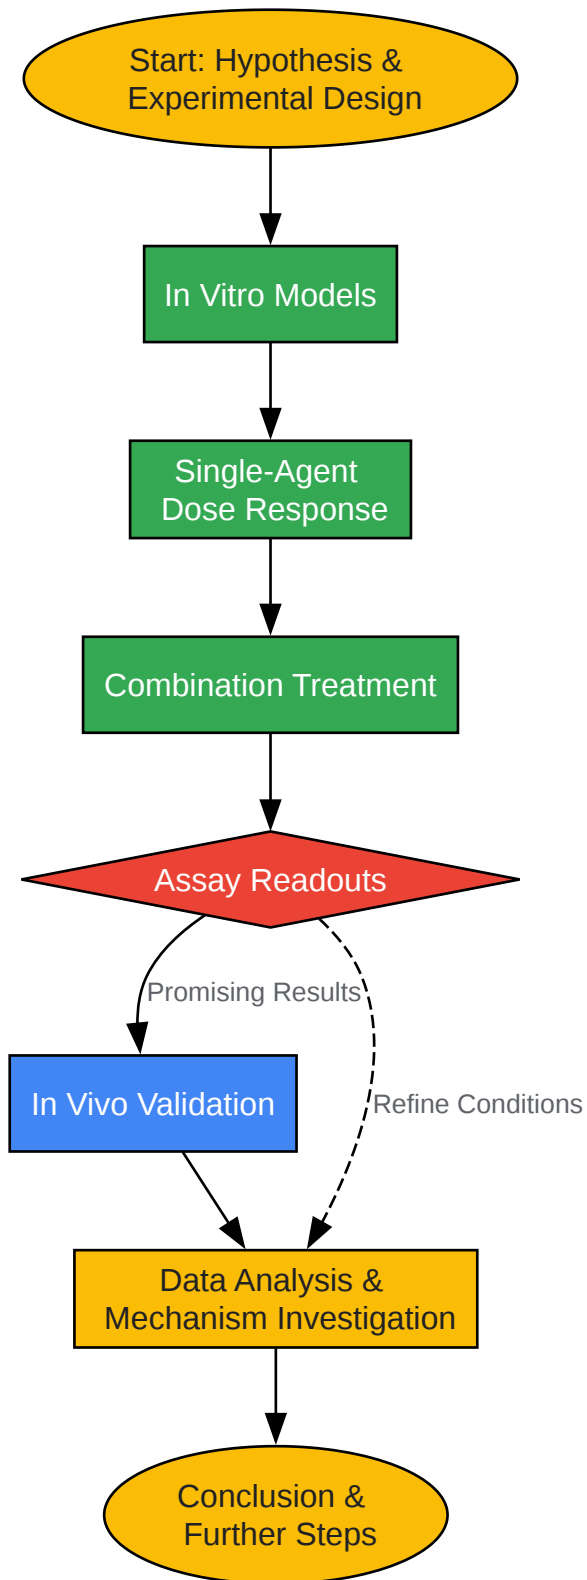 Start: Hypothesis &
Experimental Design
In Vitro Models
Single-Agent
Dose Response
Combination Treatment
Assay Readouts
Promising Results
In Vivo Validation
Refine Conditions
Data Analysis &
Mechanism Investigation
Conclusion &
Further Steps